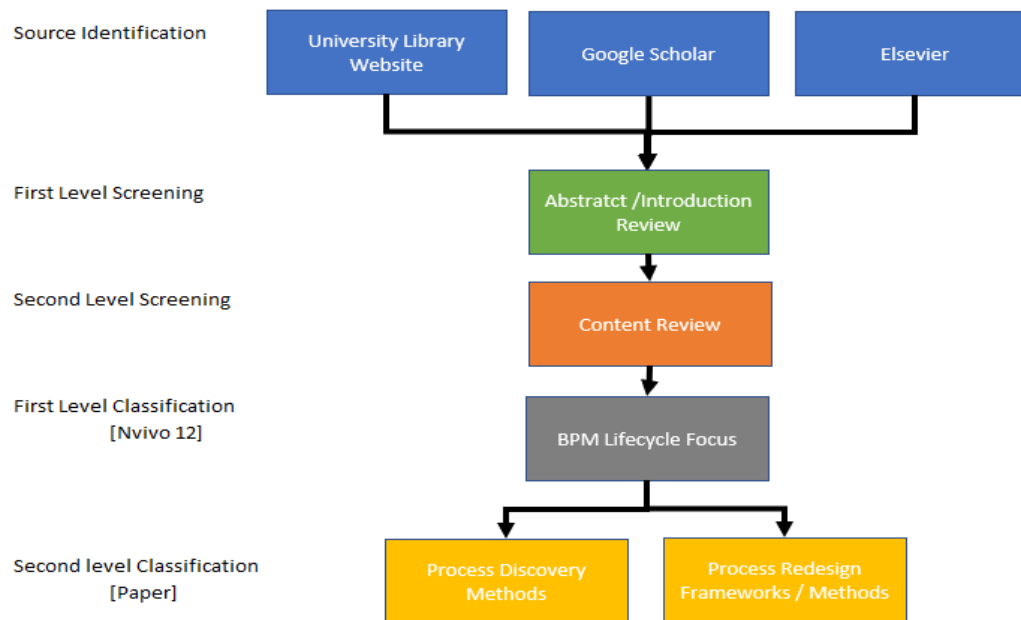 Source Identification
University Library
Website
Google Scholar
Elsevier
First Level Screening
Abstratct /Introduction
Review
Second Level Screening
Content Review
First Level Classification
[Nvivo 12]
BPM Lifecycle Focus
Second level Classification
[Paper]
Process Discovery
Methods
Process Redesign
Frameworks / Methods